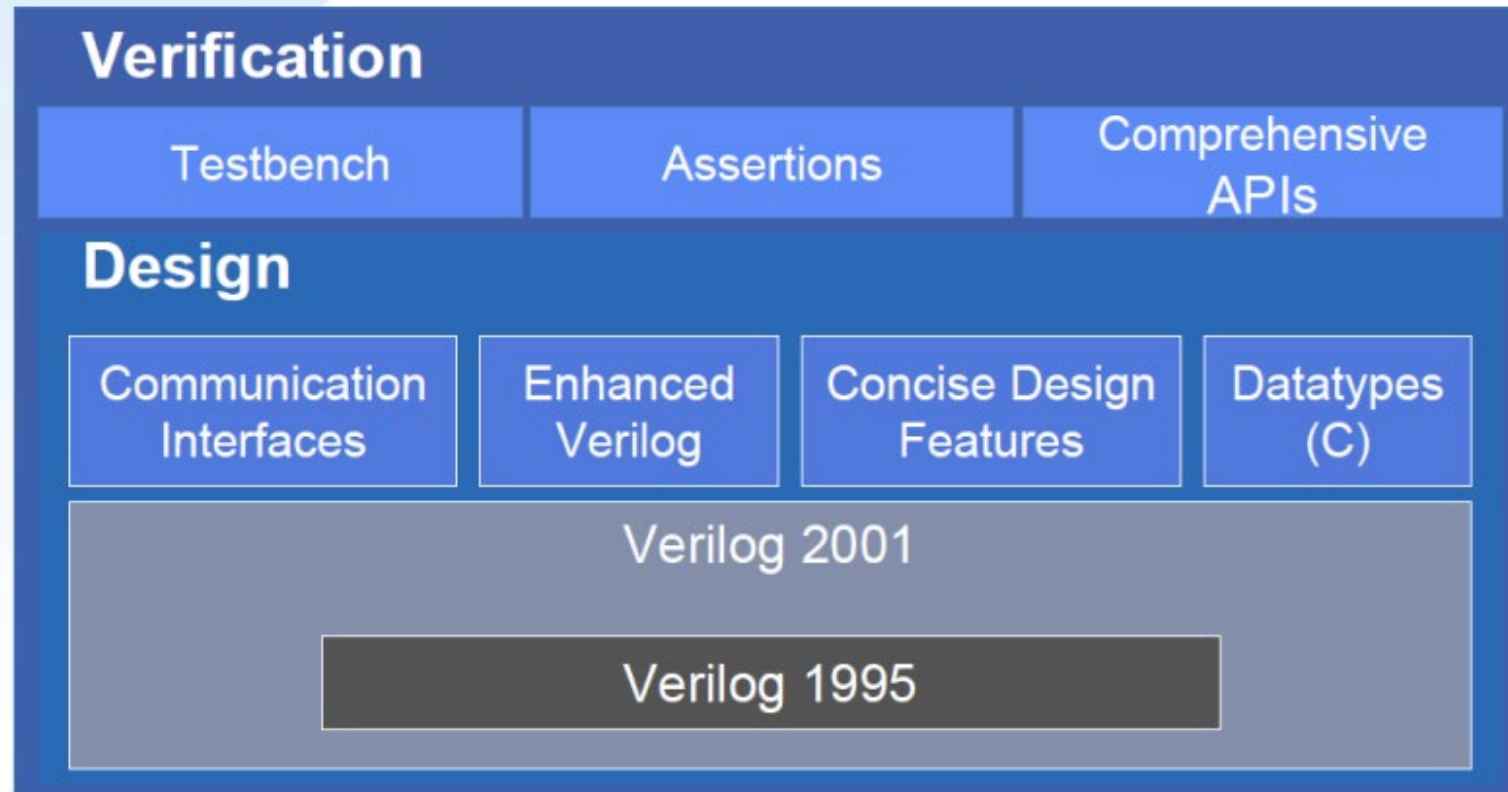 Verification
Testbench
Assertions
Comprehensive
APIs
Design
Communication
Interfaces
Enhanced
Verilog
Concise Design
Features
Datatypes
(C)
Verilog 2001
Verilog 1995